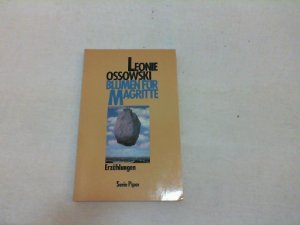 LEONIE
OSSOWSKI
BLUMEN FÜR
MAGRITTE
Erzählungen
Serie Piper